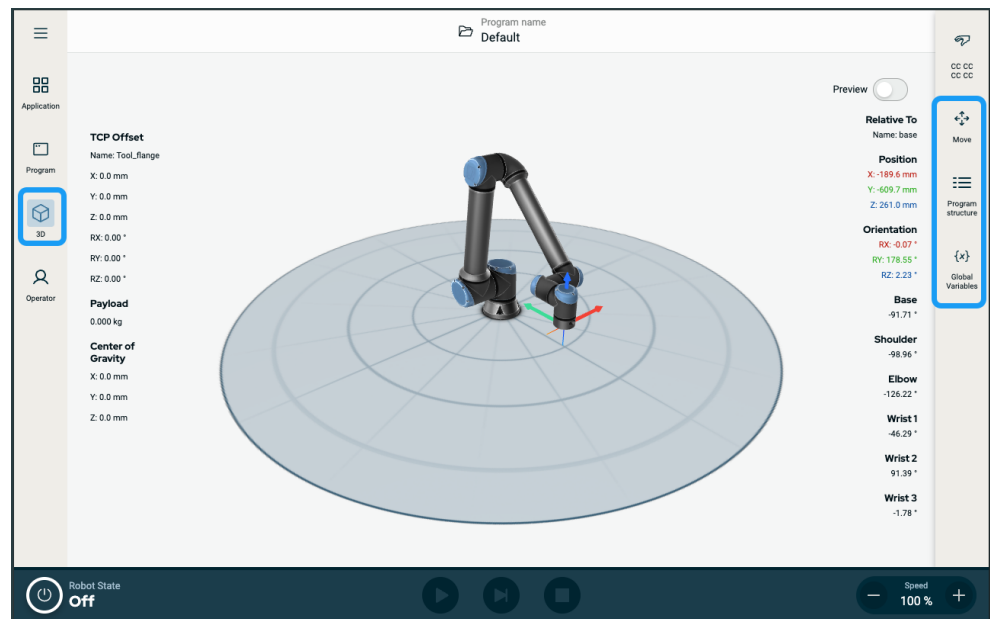 Program name
Default
Application
Program
3D
Operator
TCP Offset
Name: Tool_flange
X: 0.0 mm
Y: 0.0 mm
Z: 0.0 mm
RX: 0.00 °
RY: 0.00 °
RZ: 0.00 °
Payload
0.000 kg
Center of
Gravity
X: 0.0 mm
Y: 0.0 mm
Z: 0.0 mm
Preview
Relative To
Name: base
Position
X: -189.6 mm
Y: -609.7 mm
Z: 261.0 mm
Orientation
RX: -0.07 °
RY: 178.55 °
RZ: 2.23 °
Base
-91.71 °
Shoulder
-98.96 °
Elbow
-126.22 °
Wrist 1
-46.29 °
Wrist 2
91.39 °
Wrist 3
-1.78 °
CC CC
CC CC
Move
Program
structure
{x}
Global
Variables
Robot State
Off
Speed
100 %